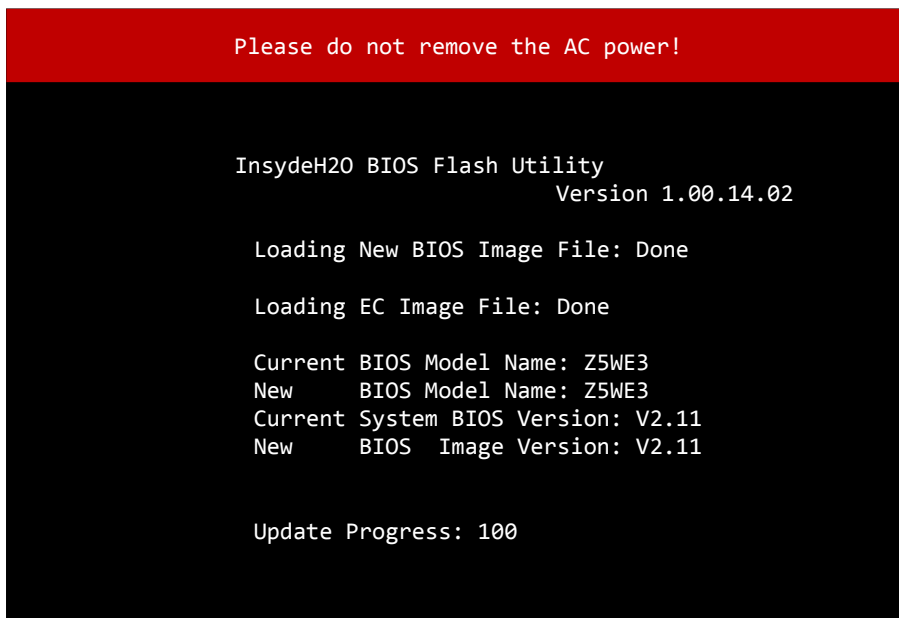 Please do not remove the AC power!
InsydeH2O BIOS Flash Utility
Version 1.00.14.02
Loading New BIOS Image File: Done
Loading EC Image File: Done
Current BIOS Model Name: Z5WE3
New BIOS Model Name: Z5WE3
Current System BIOS Version: V2.11
New BIOS Image Version: V2.11
Update Progress: 100